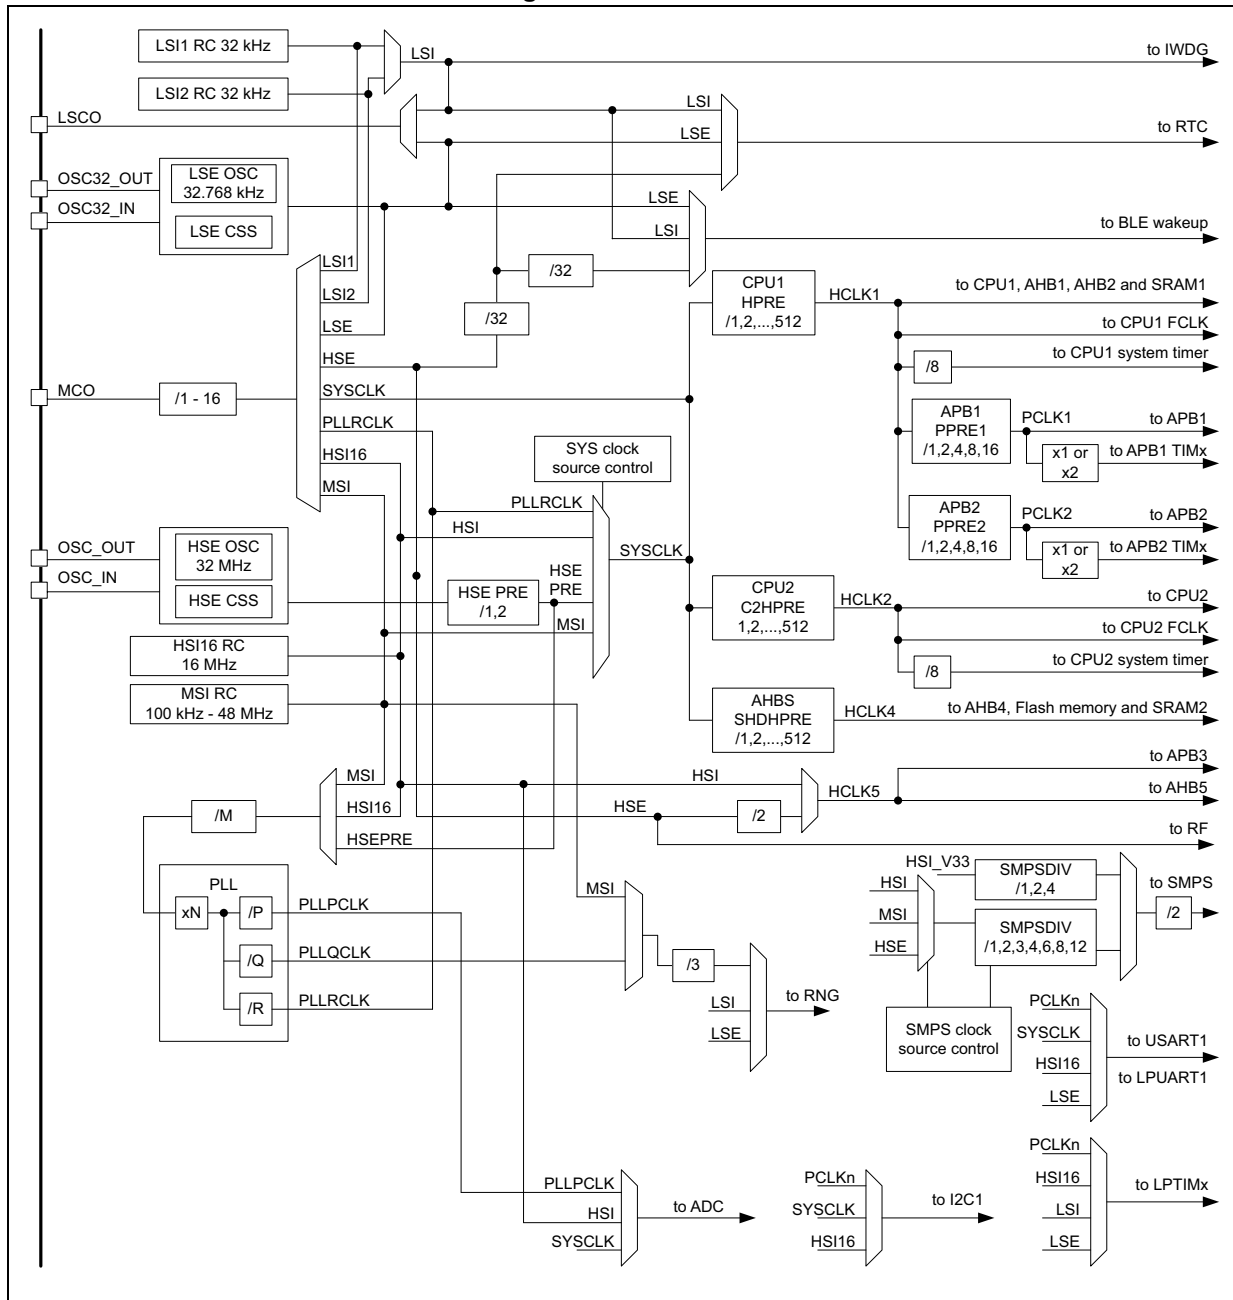 LSI1 RC 32 kHz
LSI
to IWDG
LSI2 RC 32 kHz
LSI
LSCO
LSE
to RTC
OSC32_OUT
LSE OSC
32.768 kHz
OSC32_IN
LSE CSS
LSE
LSI
to BLE wakeup
LSI1
LSI2
LSE
HSE
SYSCLK
PLLRCLK
HSI16
MSI
/32
/32
MCO
/1 - 16
CPU1
HPRE
/1,2,...,512
HCLK1
to CPU1, AHB1, AHB2 and SRAM1
to CPU1 FCLK
to CPU1 system timer
/8
APB1
PPRE1
/1,2,4,8,16
PCLK1
to APB1
x1 or
x2
to APB1 TIMx
APB2
PPRE2
/1,2,4,8,16
PCLK2
to APB2
x1 or
x2
to APB2 TIMx
SYS clock
source control
PLLRCLK
HSI
SYSCLK
OSC_OUT
HSE OSC
32 MHz
OSC_IN
HSE CSS
HSE PRE
/1,2
HSE
PRE
MSI
CPU2
C2HPRE
1,2,...,512
HCLK2
to CPU2
to CPU2 FCLK
to CPU2 system timer
/8
HSI16 RC
16 MHz
MSI RC
100 kHz - 48 MHz
AHBS
SHDHPRE
/1,2,...,512
HCLK4
to AHB4, Flash memory and SRAM2
MSI
HSI16
HSEPRE
/M
HSI
HSE
/2
HCLK5
to APB3
to AHB5
to RF
PLL
xN
/P
PLLPCLK
/Q
PLLQCLK
/R
PLLRCLK
MSI
/3
LSI
LSE
to RNG
HSI_V33
SMPSDIV
/1,2,4
HSI
MSI
HSE
SMPSDIV
/1,2,3,4,6,8,12
to SMPS
/2
SMPS clock
source control
PCLKn
SYSCLK
HSI16
LSE
to USART1
to LPUART1
PLLPCLK
HSI
SYSCLK
to ADC
PCLKn
SYSCLK
HSI16
to I2C1
PCLKn
HSI16
LSI
LSE
to LPTIMx